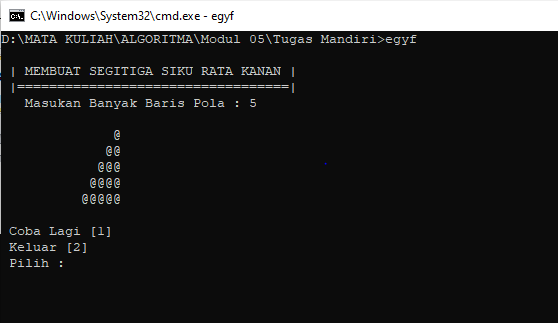 C:\Windows\System32\cmd.exe - egyf
D:\MATA KULIAH\ALGORITMA\Modul 05\Tugas Mandiri>egyf
| MEMBUAT SEGITIGA SIKU RATA KANAN |
|==================================|
Masukan Banyak Baris Pola : 5
@
@@
@@@
@@@@
@@@@@
Coba Lagi [1]
Keluar [2]
Pilih :